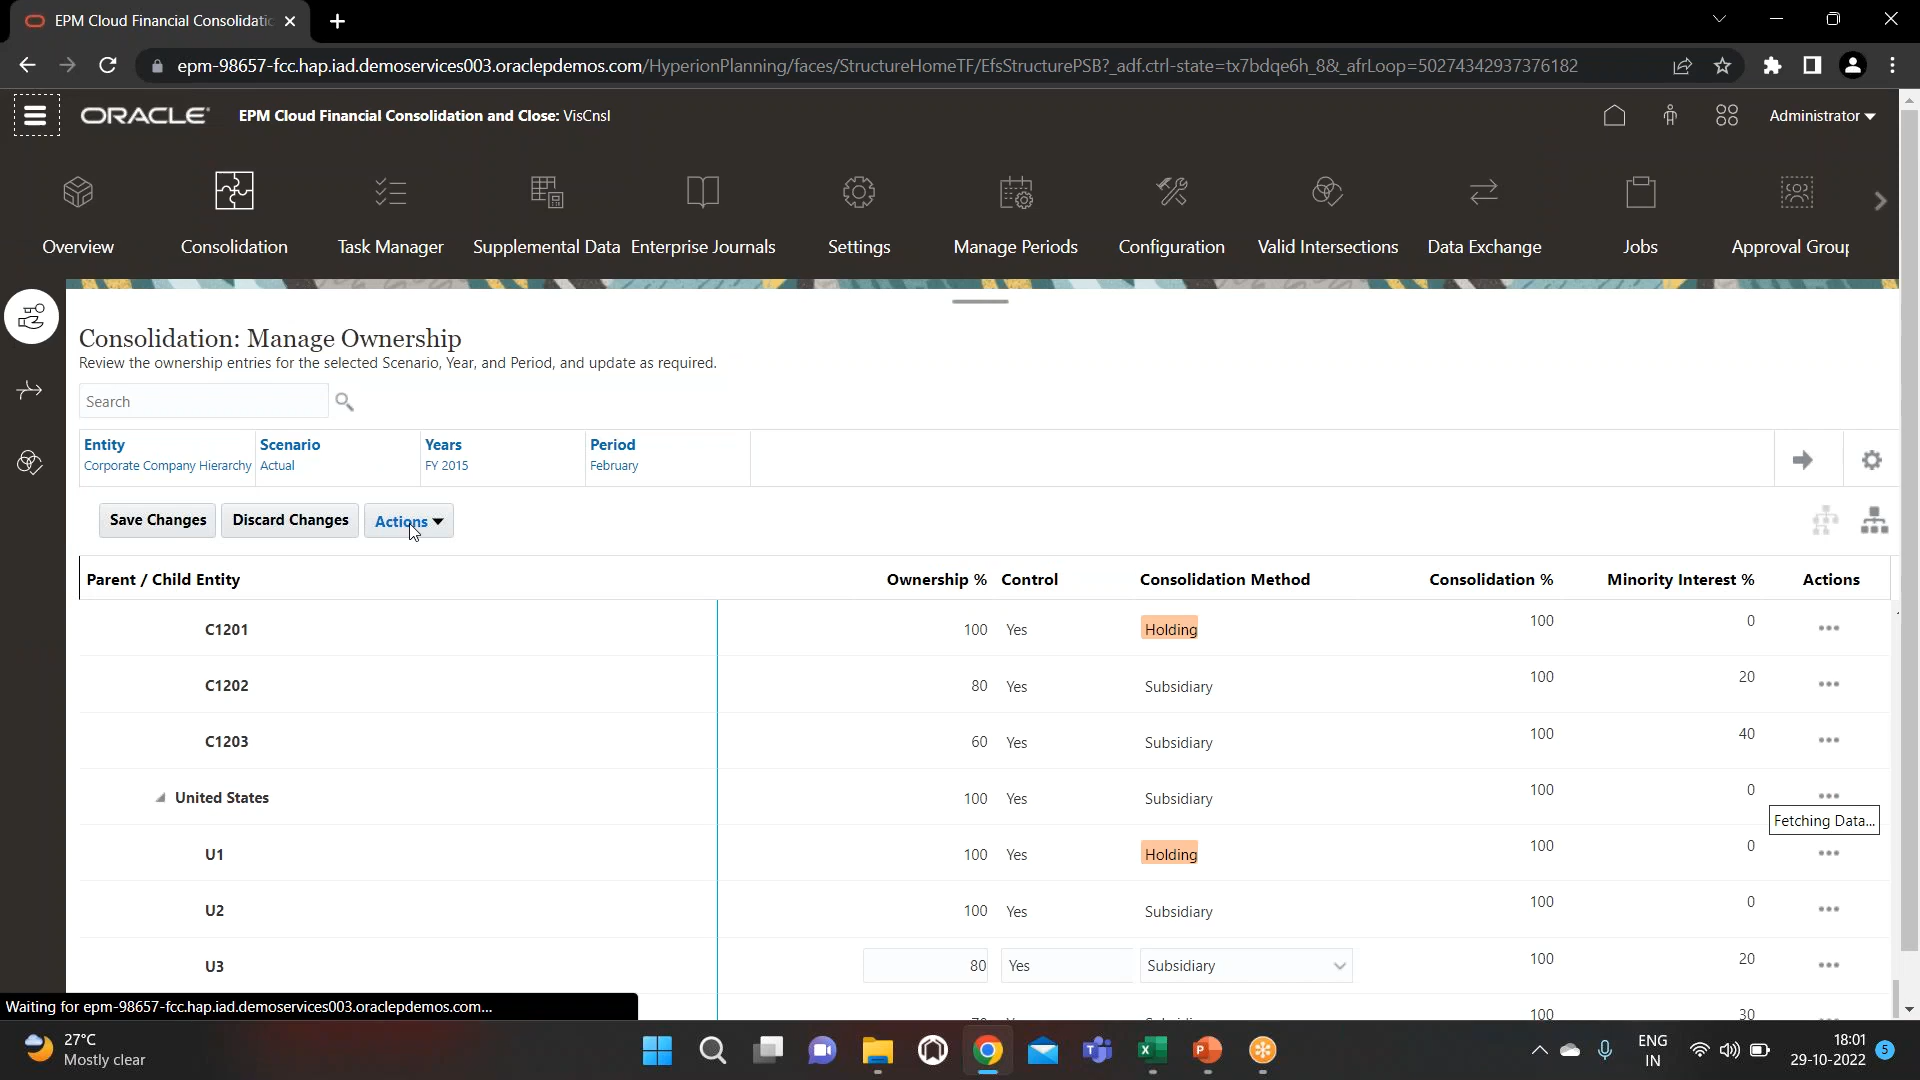 EPM Cloud Financial Consolidatic
epm-98657-fcc.hap.iad.demoservices003.oraclepdemos.com/HyperionPlanning/faces/StructureHomeTF/EfsStructurePSB?_adf.ctrl-state=tx7bdqe6h_8&_afrLoop=50274342937376182
ORACLE EPM Cloud Financial Consolidation and Close: VisCnsl Administrator
Overview Consolidation Task Manager Supplemental Data Enterprise Journals Settings Manage Periods Configuration Valid Intersections Data Exchange Jobs Approval Group
Consolidation: Manage Ownership
Review the ownership entries for the selected Scenario, Year, and Period, and update as required.
Search
Entity Scenario Years Period
Corporate Company Hierarchy Actual FY 2015 February
Save Changes Discard Changes Actions
Parent / Child Entity Ownership % Control Consolidation Method Consolidation % Minority Interest % Actions
C1201 100 Yes Holding 100 0
C1202 80 Yes Subsidiary 100 20
C1203 60 Yes Subsidiary 100 40
United States 100 Yes Subsidiary 100 0
Fetching Data...
U1 100 Yes Holding 100 0
U2 100 Yes Subsidiary 100 0
U3 80 Yes Subsidiary 100 20
100 30
Waiting for epm-98657-fcc.hap.iad.demoservices003.oraclepdemos.com...
27°C
Mostly clear
ENG
IN
18:01
29-10-2022
5